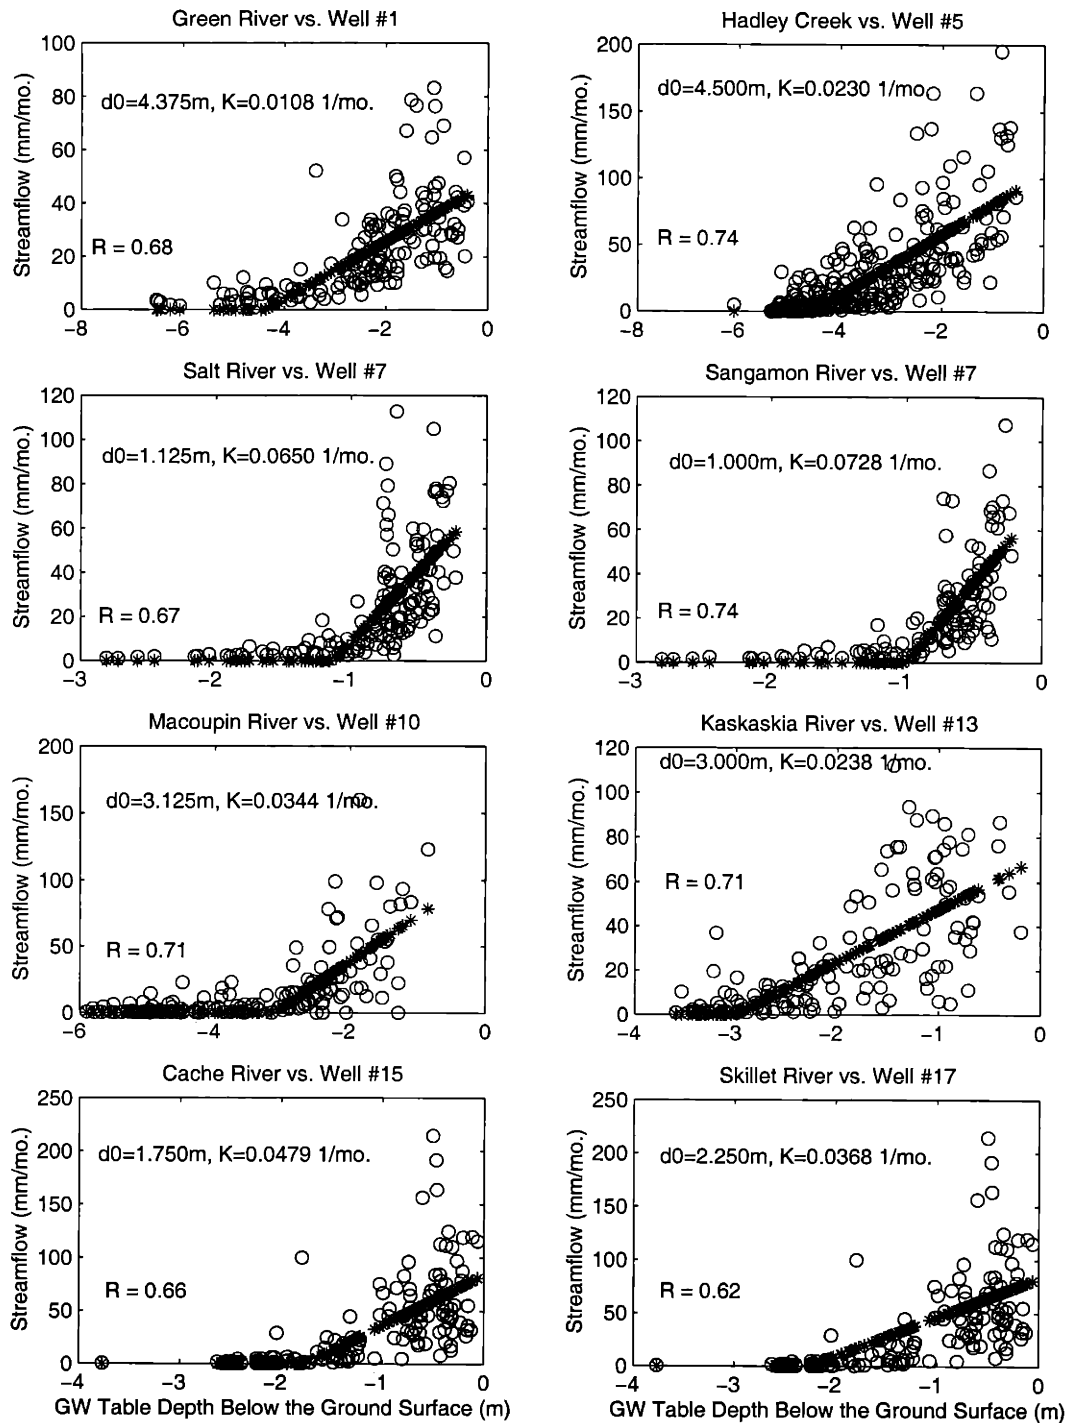 Green River vs. Well #1
Streamflow (mm/mo.)
100
80
60
40
20
0
d0=4.375m, K=0.0108 1/mo.
R = 0.68
−8 −6 −4 −2 0
Hadley Creek vs. Well #5
Streamflow (mm/mo.)
200
150
100
50
0
d0=4.500m, K=0.0230 1/mo.
R = 0.74
−8 −6 −4 −2 0
Salt River vs. Well #7
Streamflow (mm/mo.)
120
100
80
60
40
20
0
d0=1.125m, K=0.0650 1/mo.
R = 0.67
−3 −2 −1 0
Sangamon River vs. Well #7
Streamflow (mm/mo.)
120
100
80
60
40
20
0
d0=1.000m, K=0.0728 1/mo.
R = 0.74
−3 −2 −1 0
Macoupin River vs. Well #10
Streamflow (mm/mo.)
200
150
100
50
0
d0=3.125m, K=0.0344 1/mo.
R = 0.71
−6 −4 −2 0
Kaskaskia River vs. Well #13
Streamflow (mm/mo.)
120
100
80
60
40
20
0
d0=3.000m, K=0.0238 1/mo.
R = 0.71
−4 −3 −2 −1 0
Cache River vs. Well #15
Streamflow (mm/mo.)
250
200
150
100
50
0
d0=1.750m, K=0.0479 1/mo.
R = 0.66
−4 −3 −2 −1 0
GW Table Depth Below the Ground Surface (m)
Skillet River vs. Well #17
Streamflow (mm/mo.)
250
200
150
100
50
0
d0=2.250m, K=0.0368 1/mo.
R = 0.62
−4 −3 −2 −1 0
GW Table Depth Below the Ground Surface (m)